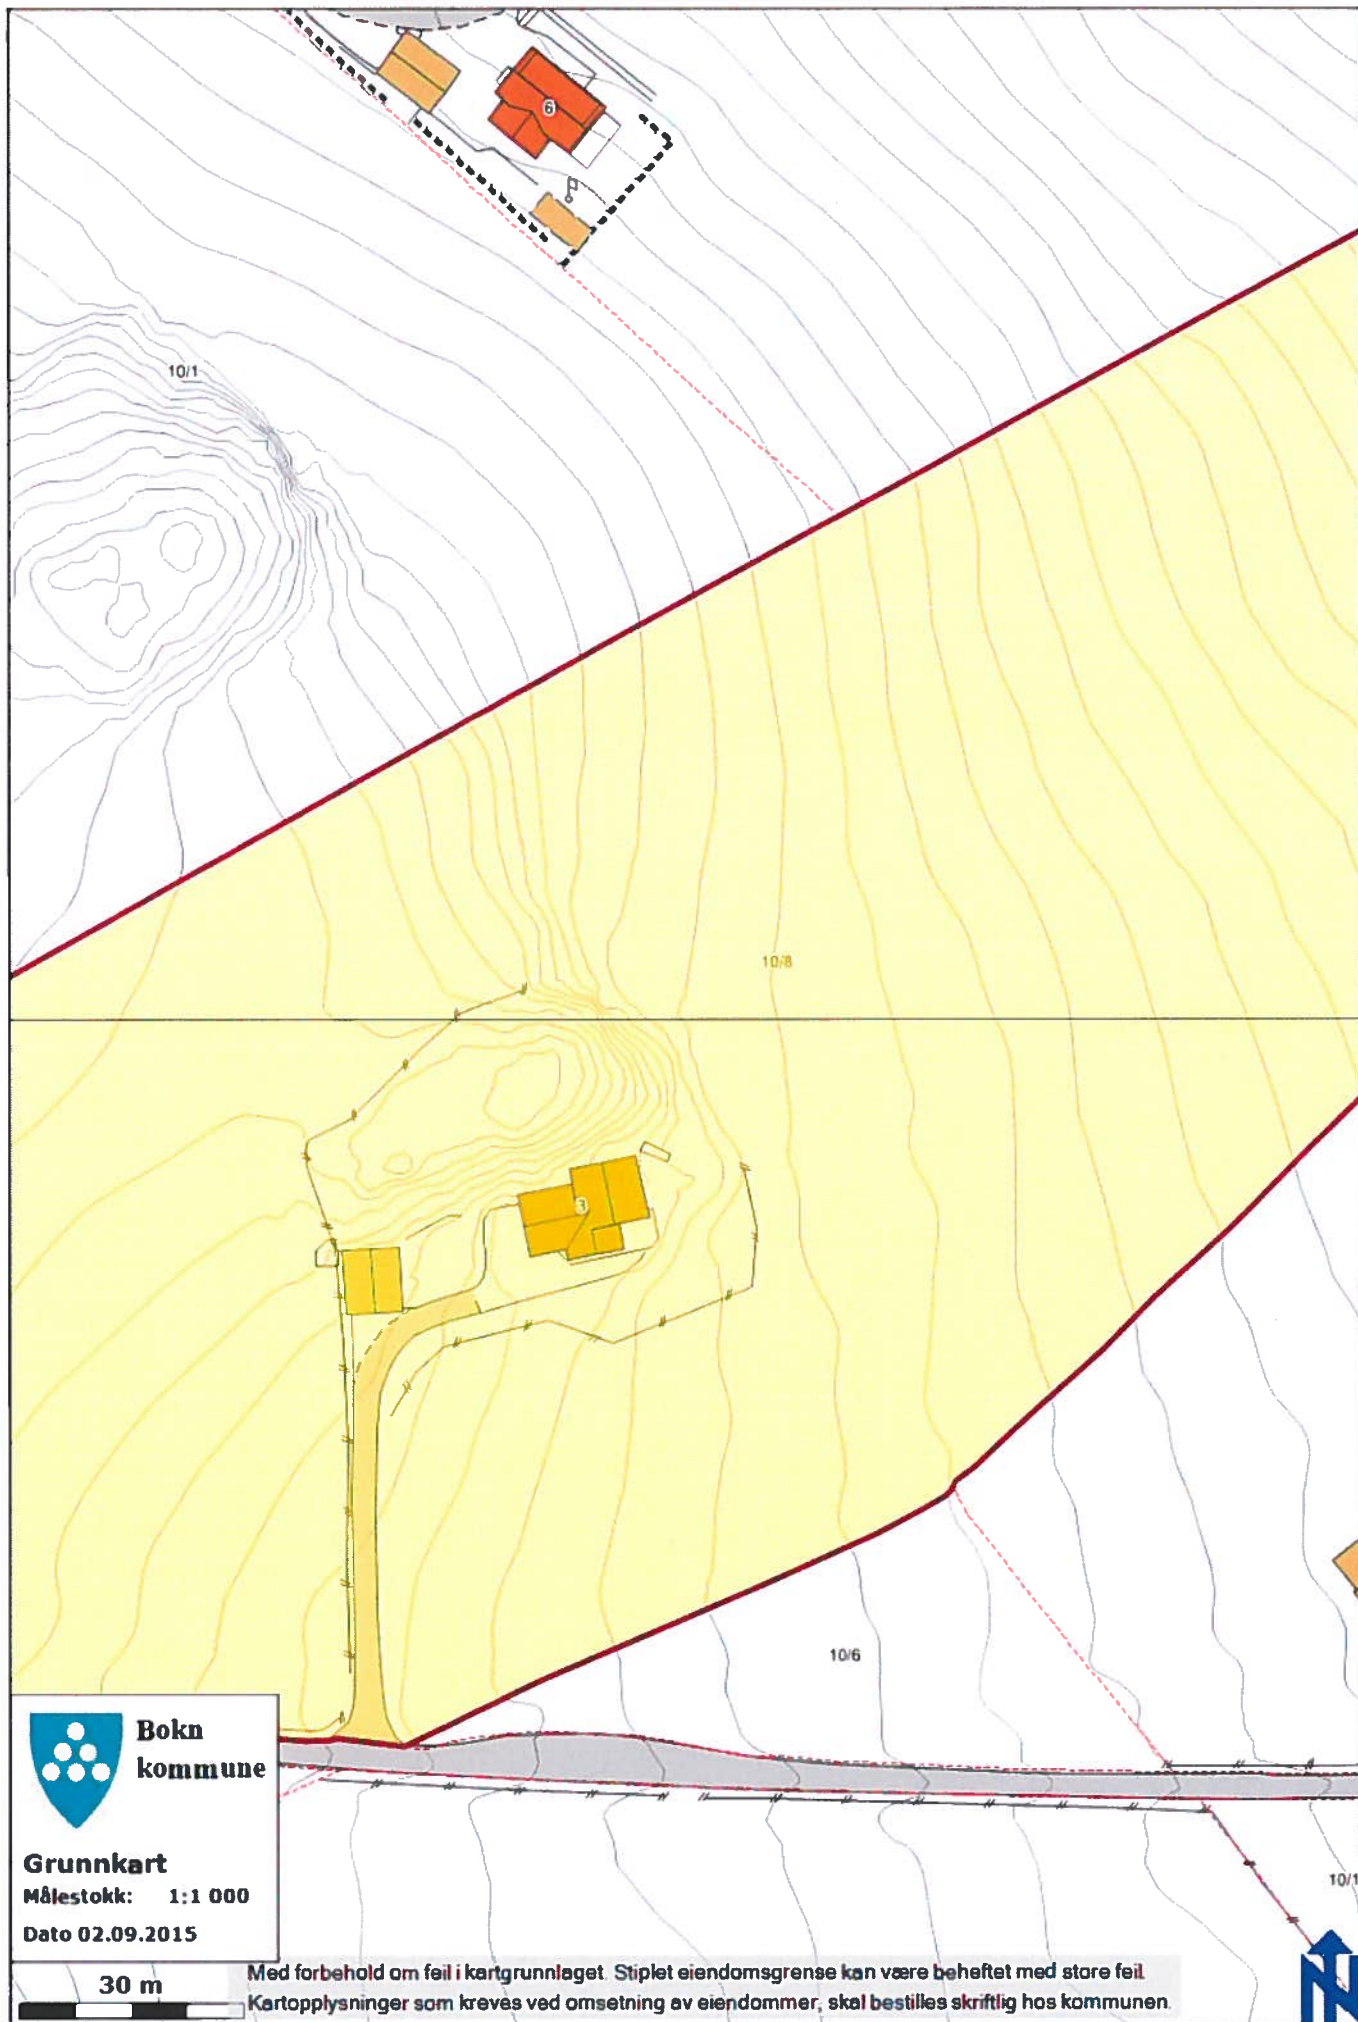 6
10/1
10/8
3
10/6
Bokn
kommune
Grunnkart
Målestokk: 1:1 000
Dato 02.09.2015
10/1
30 m
N
Med forbehold om feil i kartgrunnlaget. Stiplet eiendomsgrense kan være beheftet med store feil.
Kartopplysninger som kreves ved omsetning av eiendommer, skal bestilles skriftlig hos kommunen.